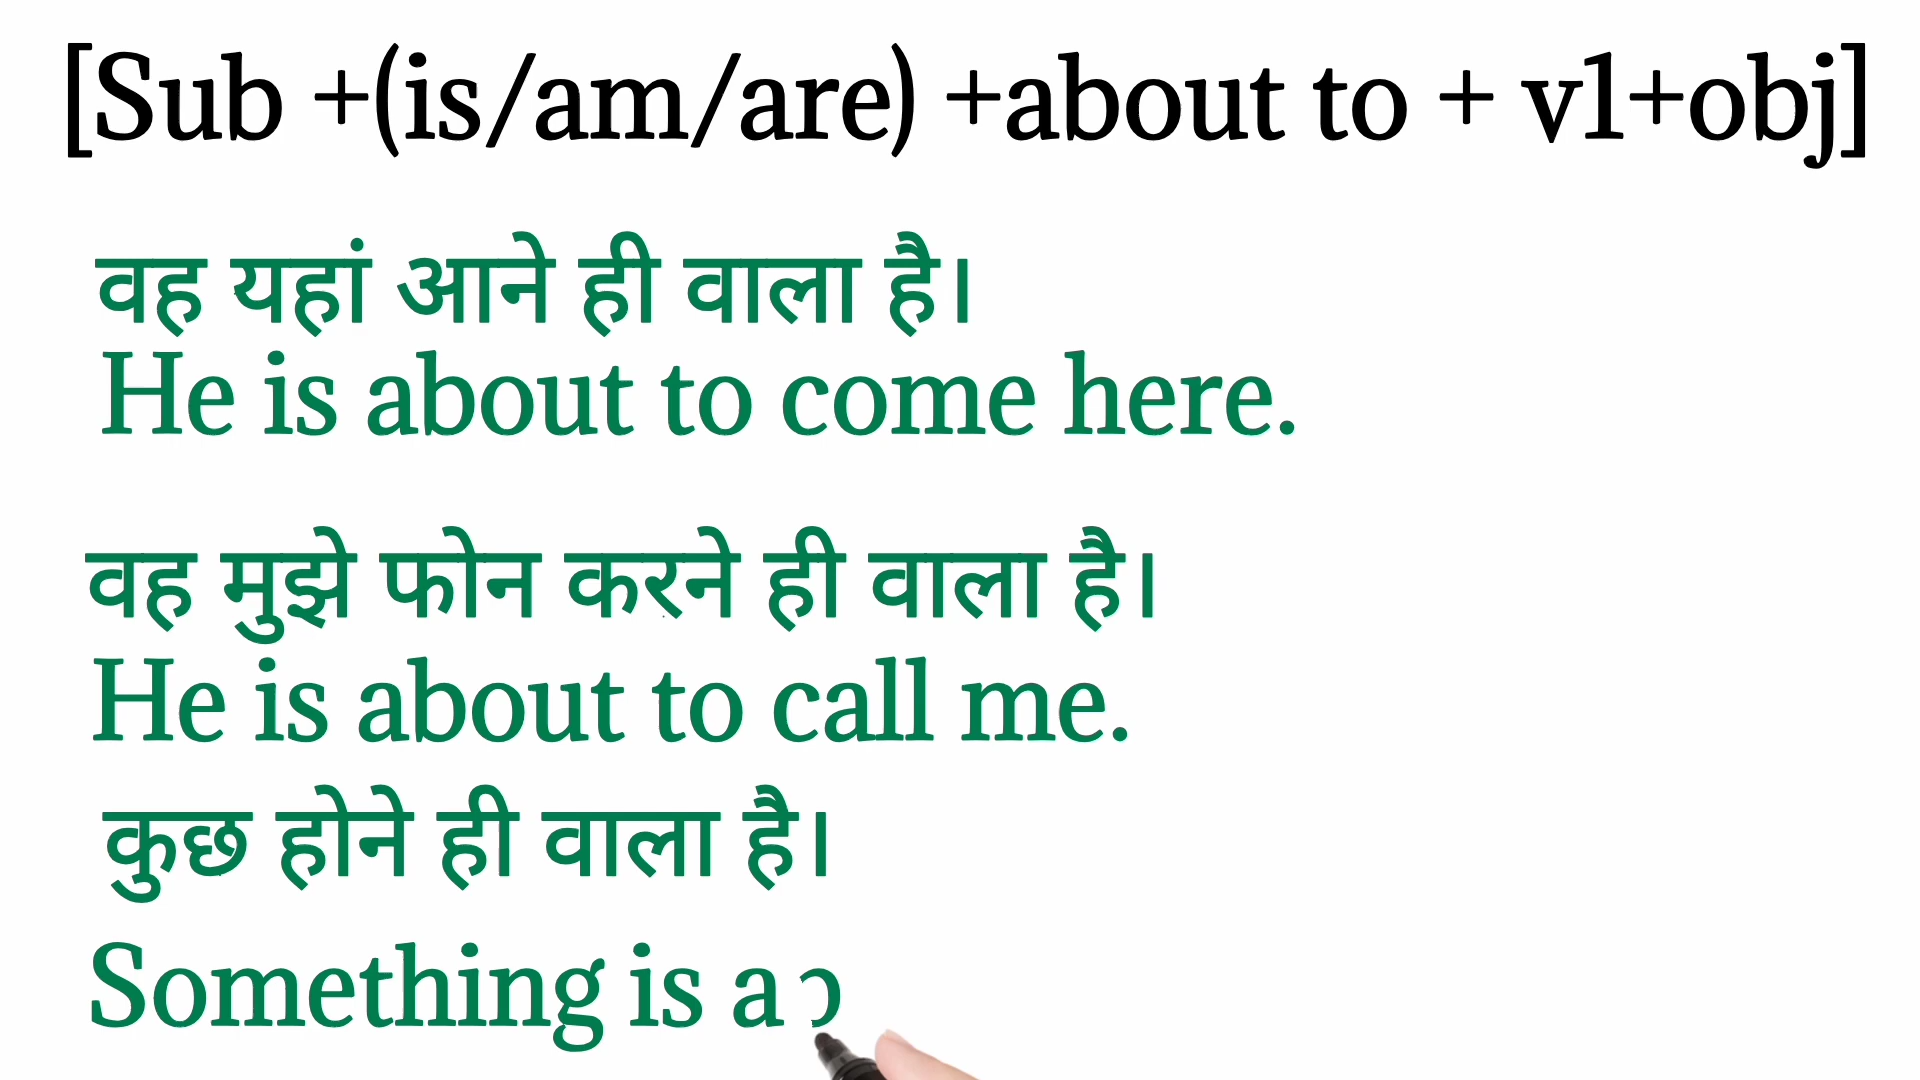 [Sub +(is/am/are) +about to + v1+obj]
वह यहां आने ही वाला है।
He is about to come here.
वह मुझे फोन करने ही वाला है।
He is about to call me.
कुछ होने ही वाला है।
Something is a